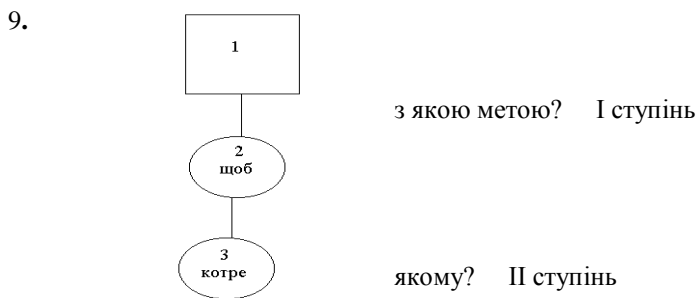 9.
1
з якою метою? І ступінь
2
щоб
3
котре
якому? ІІ ступінь